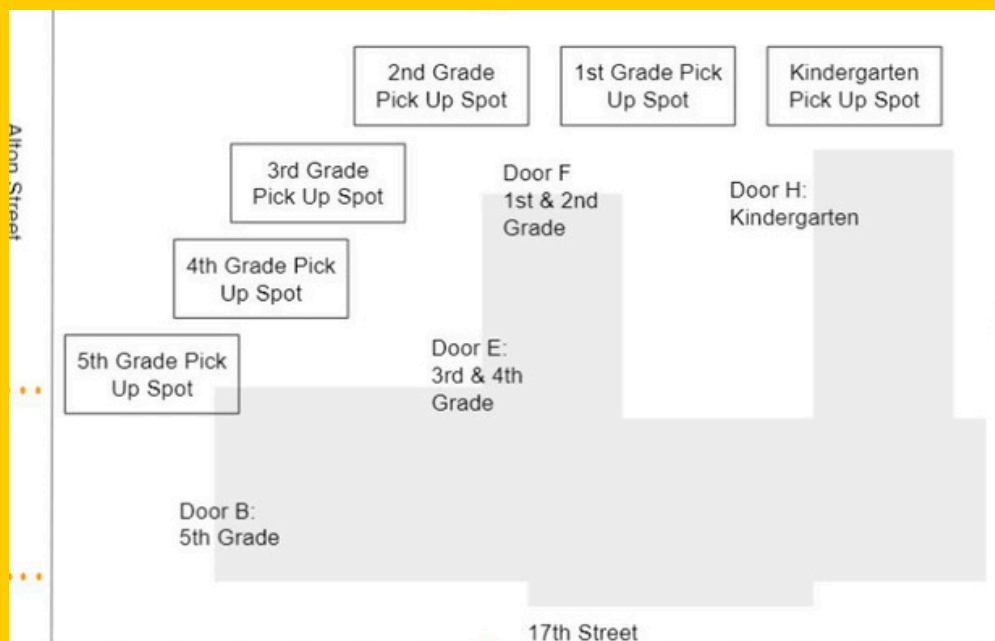 2nd Grade
Pick Up Spot
1st Grade Pick
Up Spot
Kindergarten
Pick Up Spot
Alton Street
3rd Grade
Pick Up Spot
Door F
1st & 2nd
Grade
Door H:
Kindergarten
4th Grade Pick
Up Spot
5th Grade Pick
Up Spot
Door E:
3rd & 4th
Grade
Door B:
5th Grade
17th Street